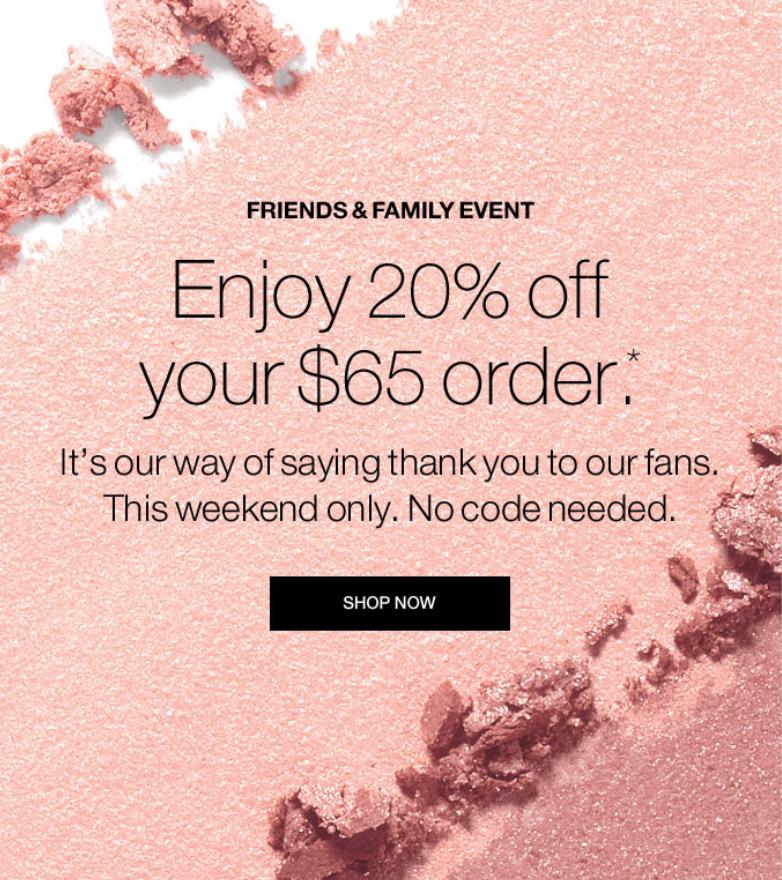 FRIENDS & FAMILY EVENT
Enjoy 20% off
your $65 order.*
It’s our way of saying thank you to our fans.
This weekend only. No code needed.
SHOP NOW